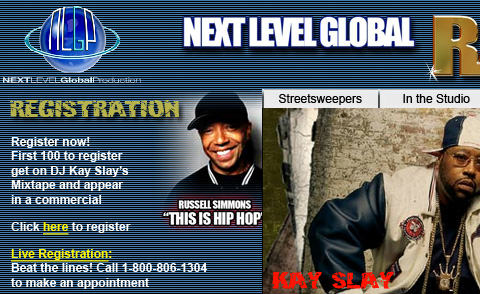 NLGP
NEXTLEVELGlobalProduction
NEXT LEVEL GLOBAL
R
REGISTRATION
Streetsweepers | In the Studio
Register now!
First 100 to register
get on DJ Kay Slay's
Mixtape and appear
in a commercial
RUSSELL SIMMONS
"THIS IS HIP HOP"
Click here to register
Live Registration:
Beat the lines! Call 1-800-806-1304
to make an appointment
KAY SLAY